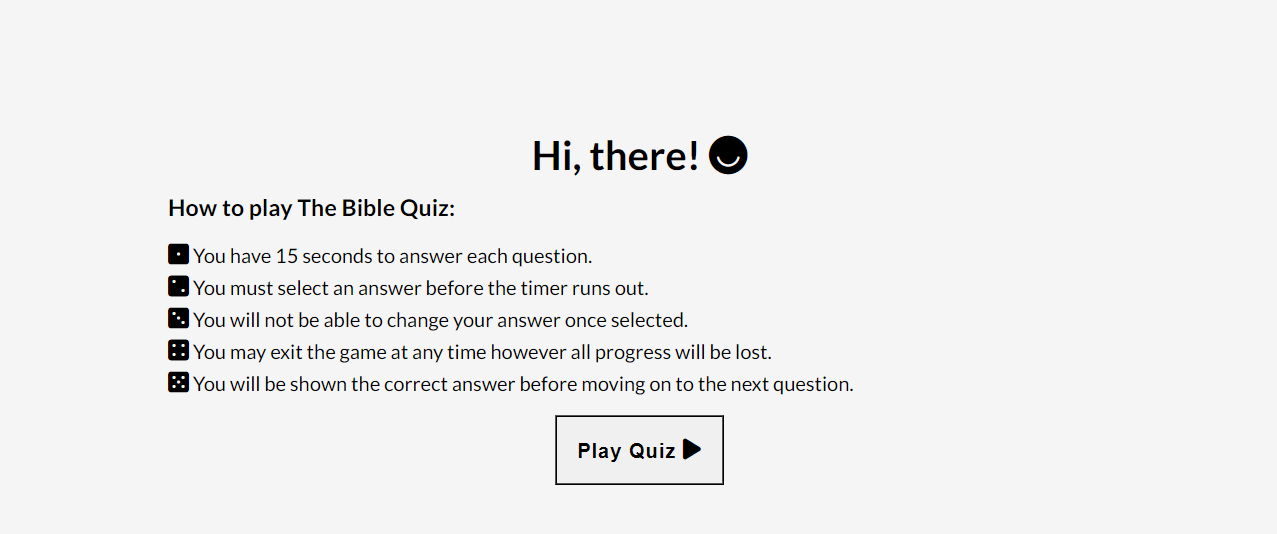 Hi, there!
How to play The Bible Quiz:
You have 15 seconds to answer each question.
You must select an answer before the timer runs out.
You will not be able to change your answer once selected.
You may exit the game at any time however all progress will be lost.
You will be shown the correct answer before moving on to the next question.
Play Quiz